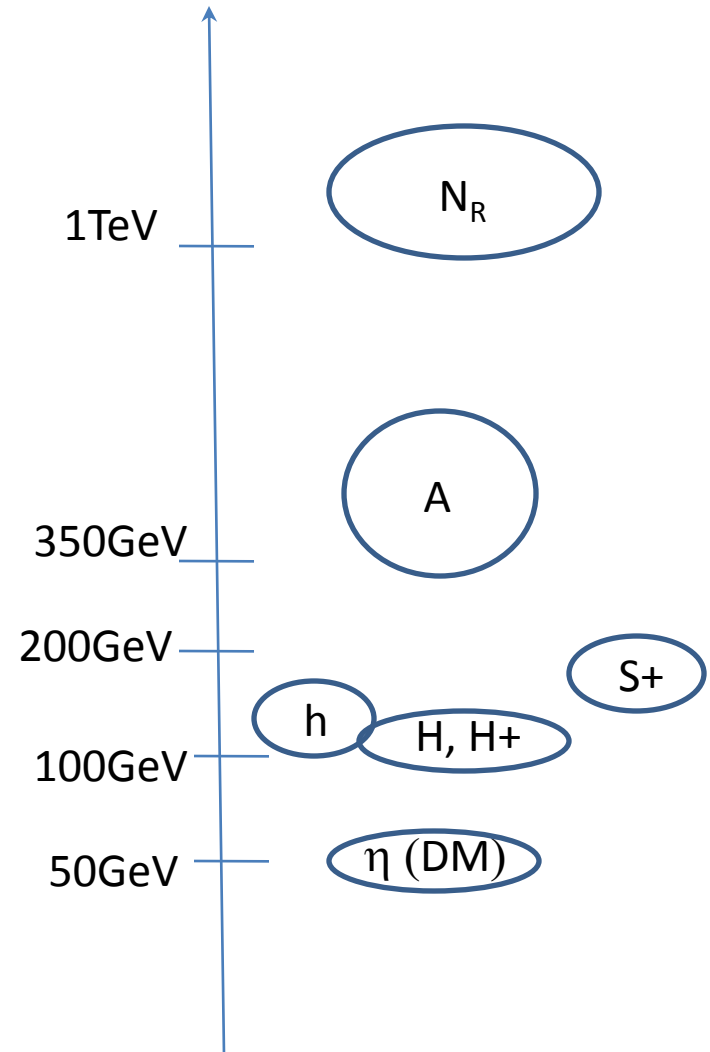 N_R
1TeV
A
350GeV
200GeV
S+
h
H, H+
100GeV
η (DM)
50GeV